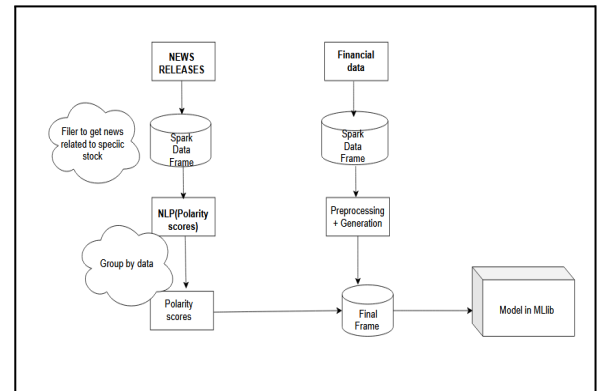 NEWS
RELEASES
Financial
data
Filer to get news
related to speciic
stock
Spark
Data
Frame
Spark
Data
Frame
NLP(Polarity
scores)
Preprocessing
+ Generation
Group by data
Polarity
scores
Final
Frame
Model in MLlib